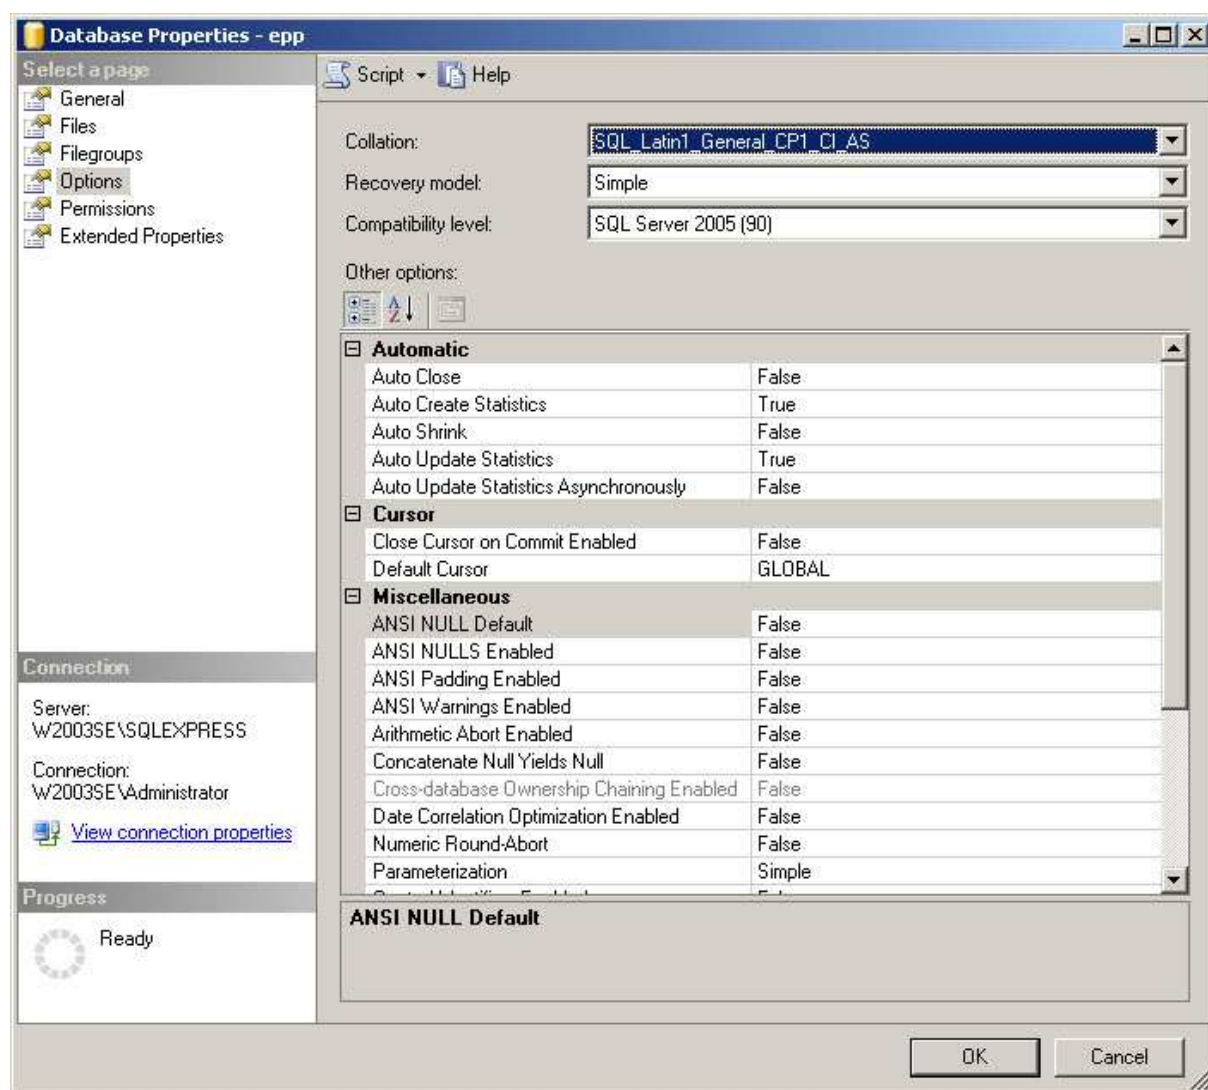 Database Properties - epp
Select a page
General
Files
Filegroups
Options
Permissions
Extended Properties
Script Help
Collation: SQL_Latin1_General_CP1_CI_AS
Recovery model: Simple
Compatibility level: SQL Server 2005 (90)
Other options:
Automatic
Auto Close False
Auto Create Statistics True
Auto Shrink False
Auto Update Statistics True
Auto Update Statistics Asynchronously False
Cursor
Close Cursor on Commit Enabled False
Default Cursor GLOBAL
Miscellaneous
ANSI NULL Default False
ANSI NULLS Enabled False
ANSI Padding Enabled False
ANSI Warnings Enabled False
Arithmetic Abort Enabled False
Concatenate Null Yields Null False
Cross-database Ownership Chaining Enabled False
Date Correlation Optimization Enabled False
Numeric Round-Abort False
Parameterization Simple
ANSI NULL Default
Connection
Server:
W2003SE\SQLEXPRESS
Connection:
W2003SE\Administrator
View connection properties
Progress
Ready
OK Cancel